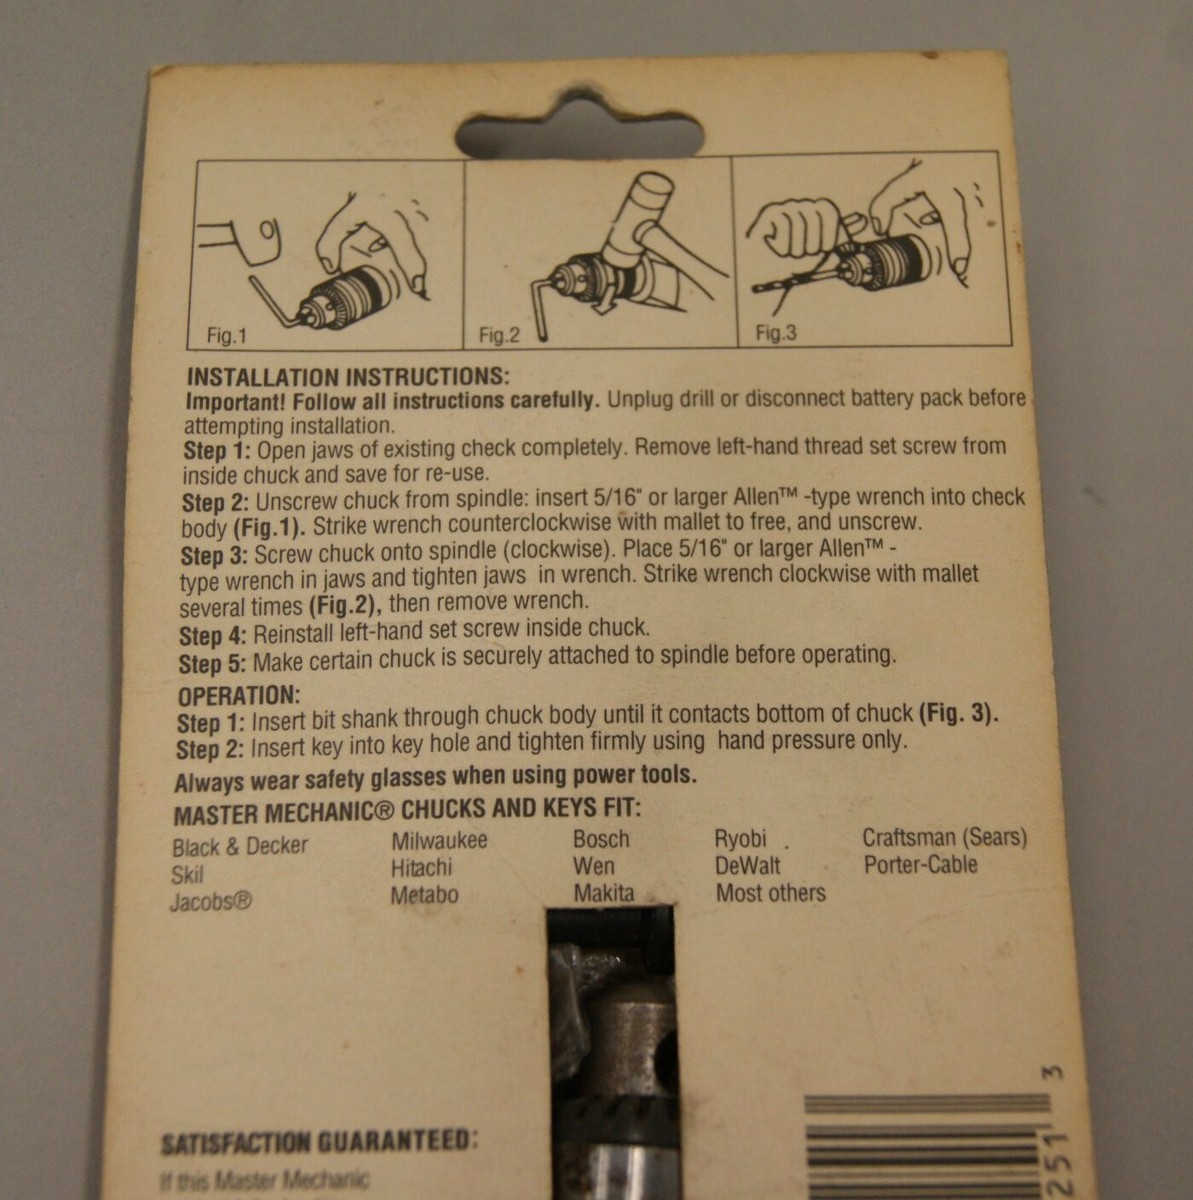 Fig.1
Fig.2
Fig.3
INSTALLATION INSTRUCTIONS:
Important! Follow all instructions carefully. Unplug drill or disconnect battery pack before
attempting installation.
Step 1: Open jaws of existing check completely. Remove left-hand thread set screw from
inside chuck and save for re-use.
Step 2: Unscrew chuck from spindle: insert 5/16" or larger Allen™ -type wrench into check
body (Fig.1). Strike wrench counterclockwise with mallet to free, and unscrew.
Step 3: Screw chuck onto spindle (clockwise). Place 5/16" or larger Allen™ -
type wrench in jaws and tighten jaws in wrench. Strike wrench clockwise with mallet
several times (Fig.2), then remove wrench.
Step 4: Reinstall left-hand set screw inside chuck.
Step 5: Make certain chuck is securely attached to spindle before operating.
OPERATION:
Step 1: Insert bit shank through chuck body until it contacts bottom of chuck (Fig. 3).
Step 2: Insert key into key hole and tighten firmly using hand pressure only.
Always wear safety glasses when using power tools.
MASTER MECHANIC® CHUCKS AND KEYS FIT:
Black & Decker Milwaukee Bosch Ryobi Craftsman (Sears)
Skil Hitachi Wen DeWalt Porter-Cable
Jacobs® Metabo Makita Most others
SATISFACTION GUARANTEED:
If this Master Mechanic
251
3